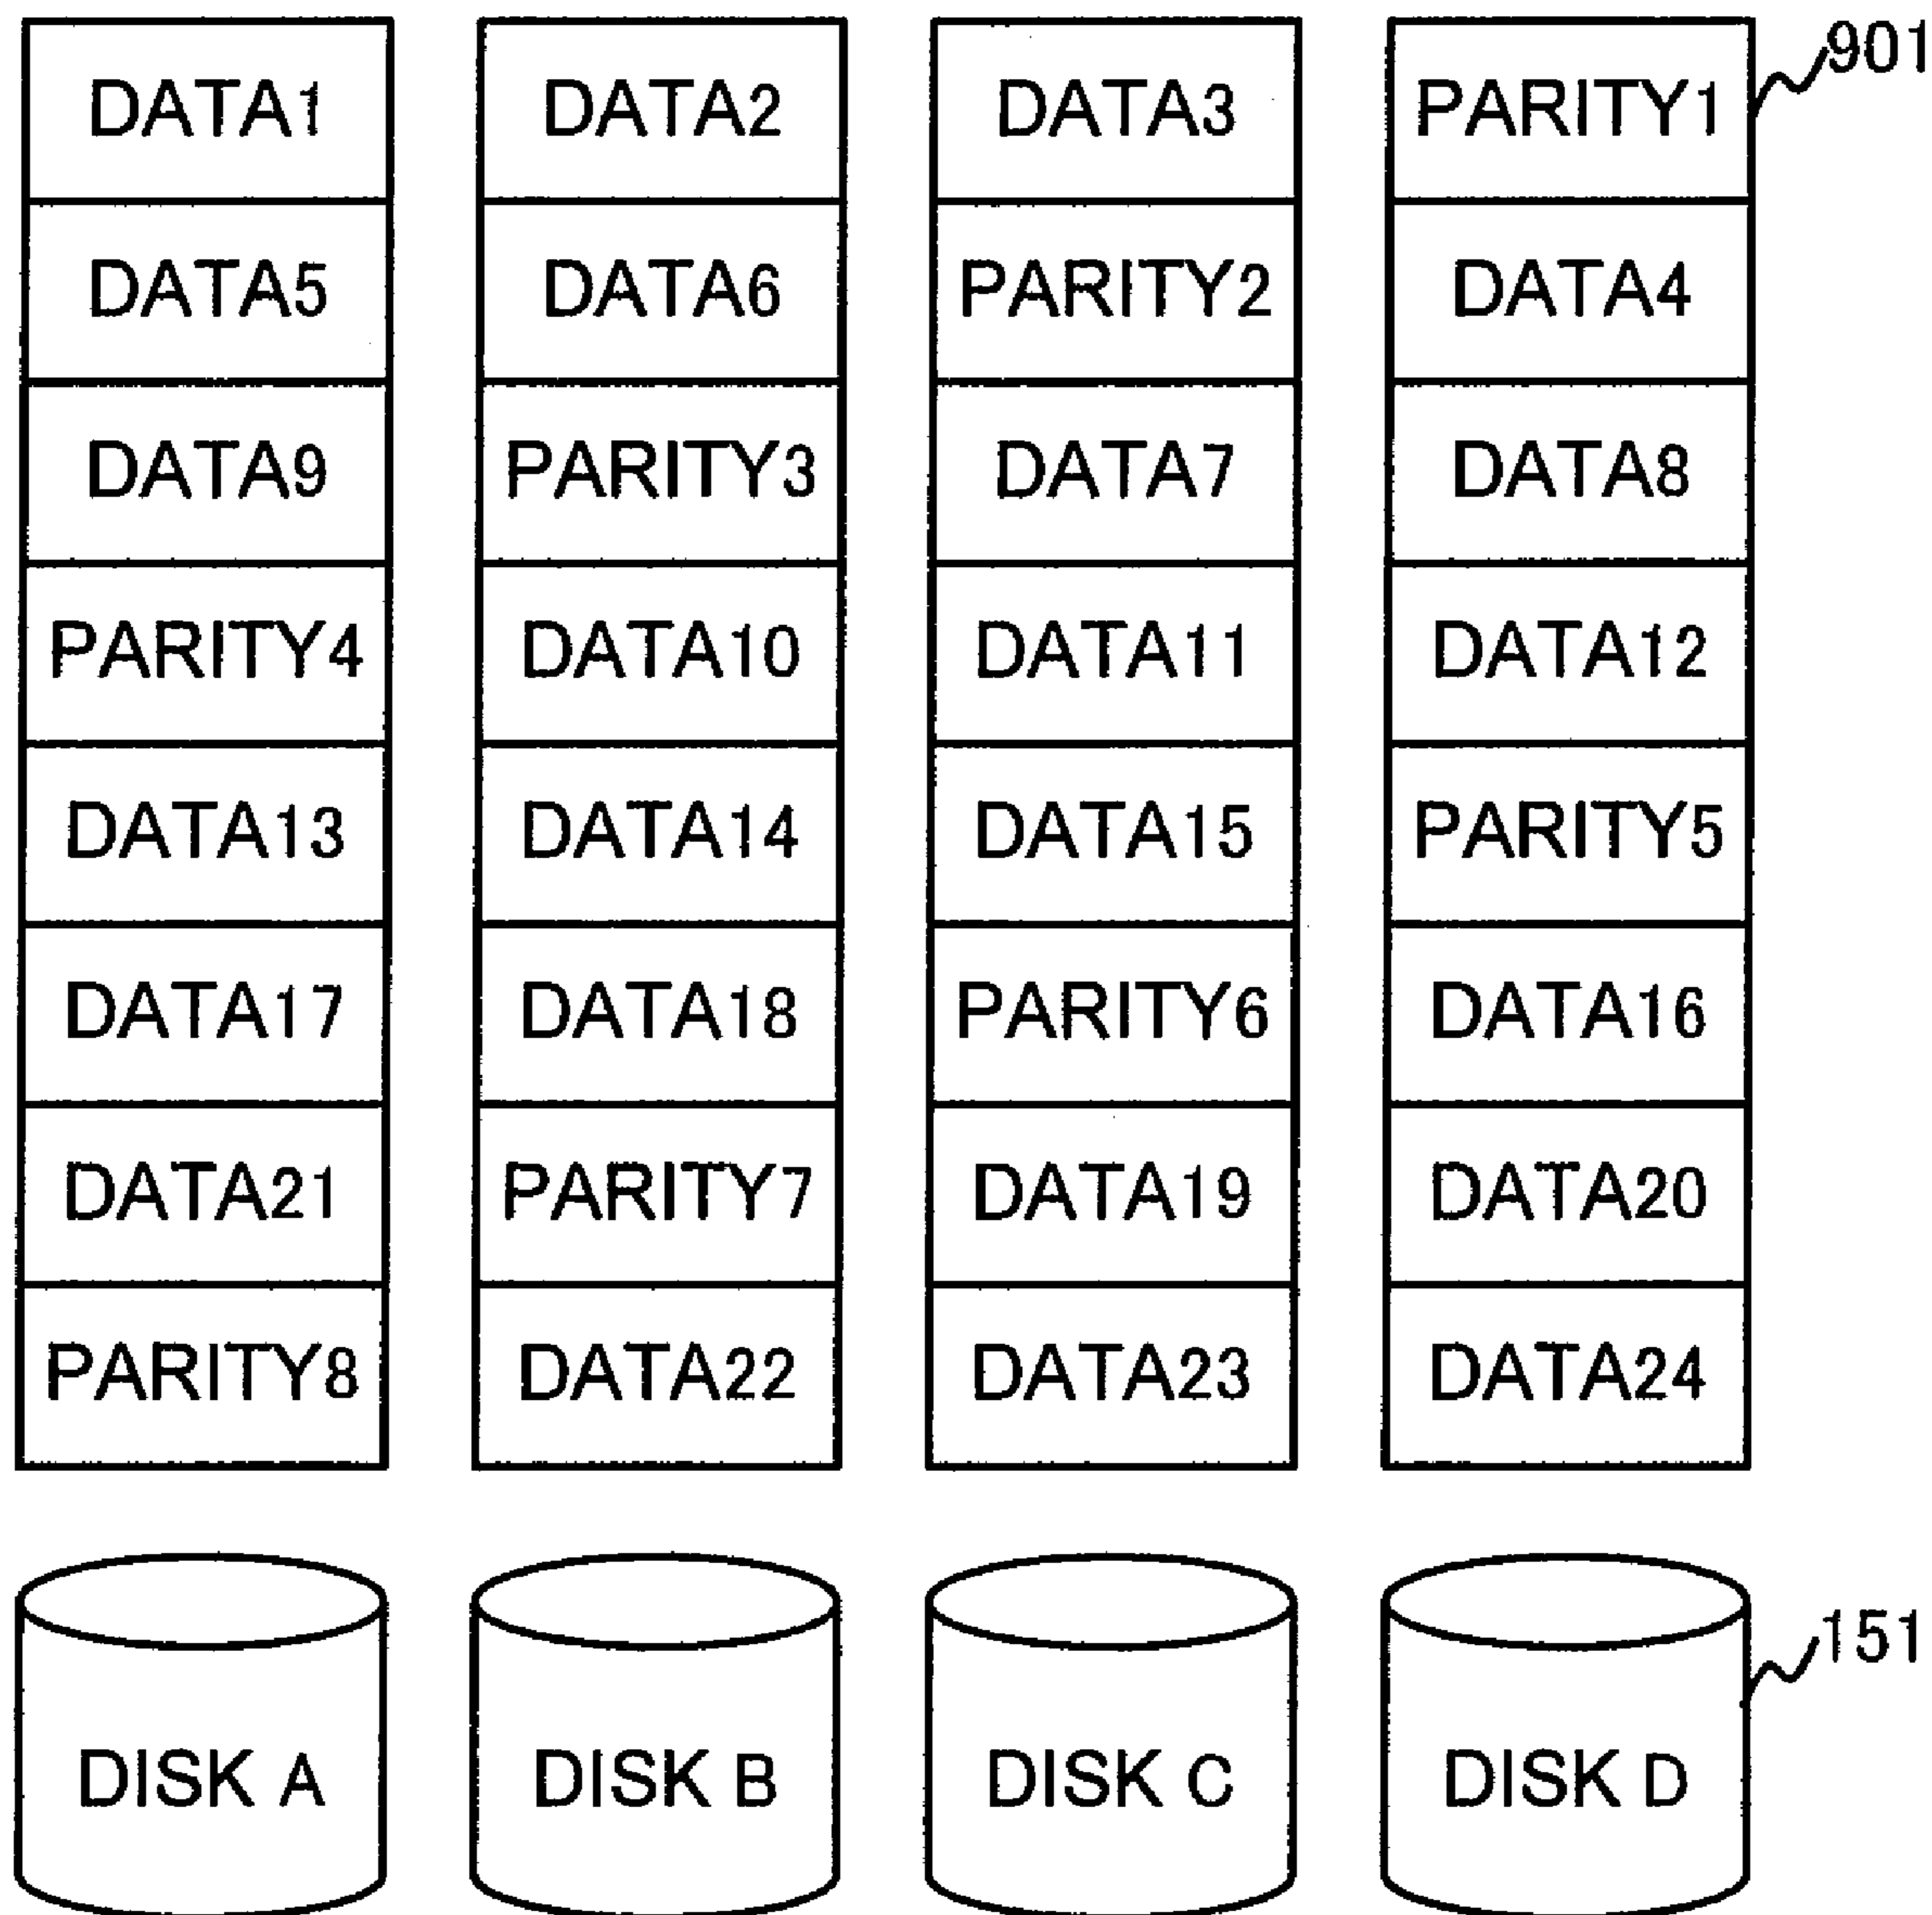 DATA1 DATA2 DATA3 PARITY1 901
DATA5 DATA6 PARITY2 DATA4
DATA9 PARITY3 DATA7 DATA8
PARITY4 DATA10 DATA11 DATA12
DATA13 DATA14 DATA15 PARITY5
DATA17 DATA18 PARITY6 DATA16
DATA21 PARITY7 DATA19 DATA20
PARITY8 DATA22 DATA23 DATA24
151
DISK A DISK B DISK C DISK D